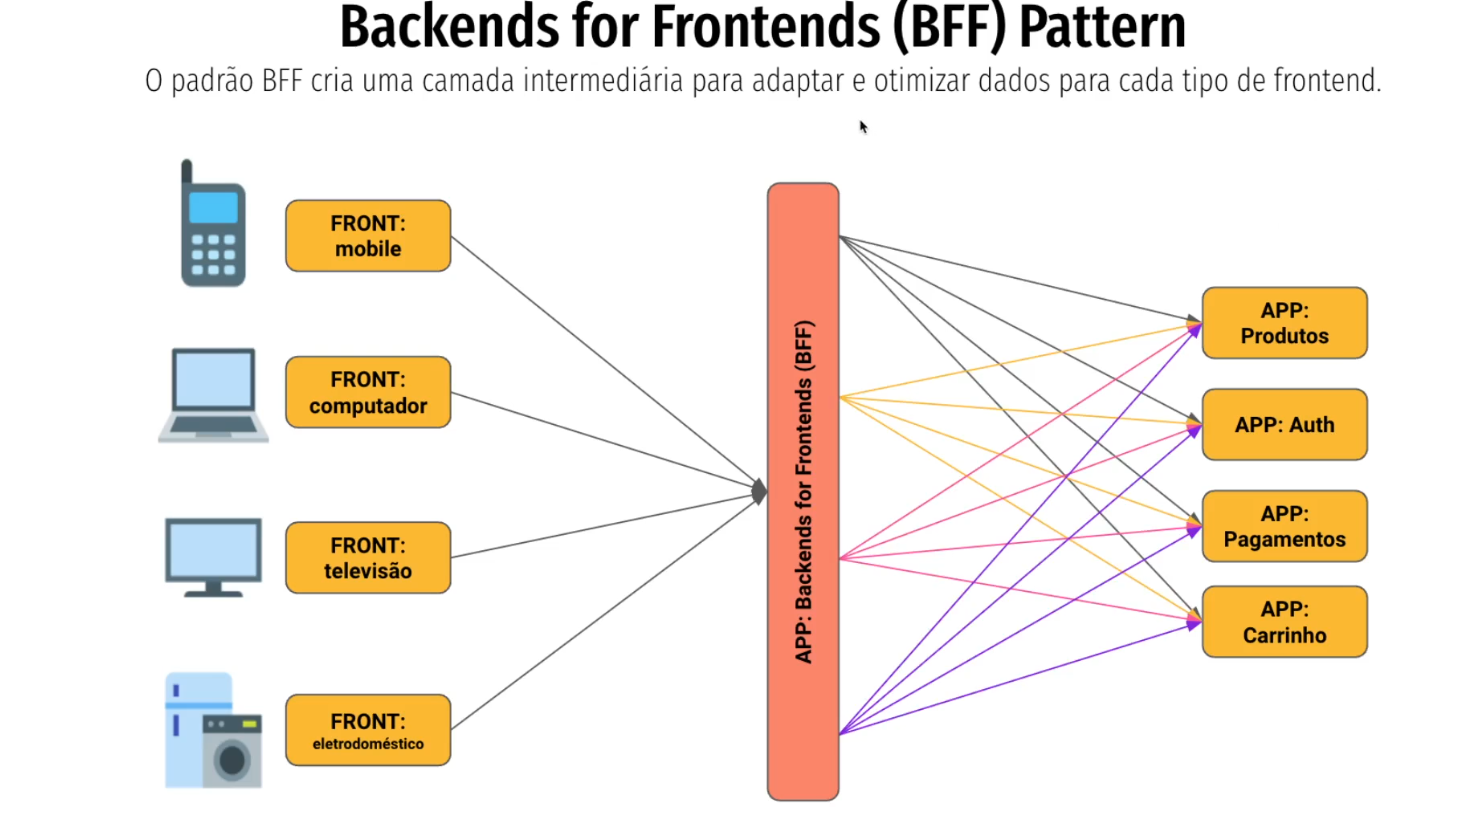 Backends for Frontends (BFF) Pattern
O padrão BFF cria uma camada intermediária para adaptar e otimizar dados para cada tipo de frontend.
FRONT:
mobile
FRONT:
computador
FRONT:
televisão
FRONT:
eletrodoméstico
APP: Backends for Frontends (BFF)
APP:
Produtos
APP: Auth
APP:
Pagamentos
APP:
Carrinho